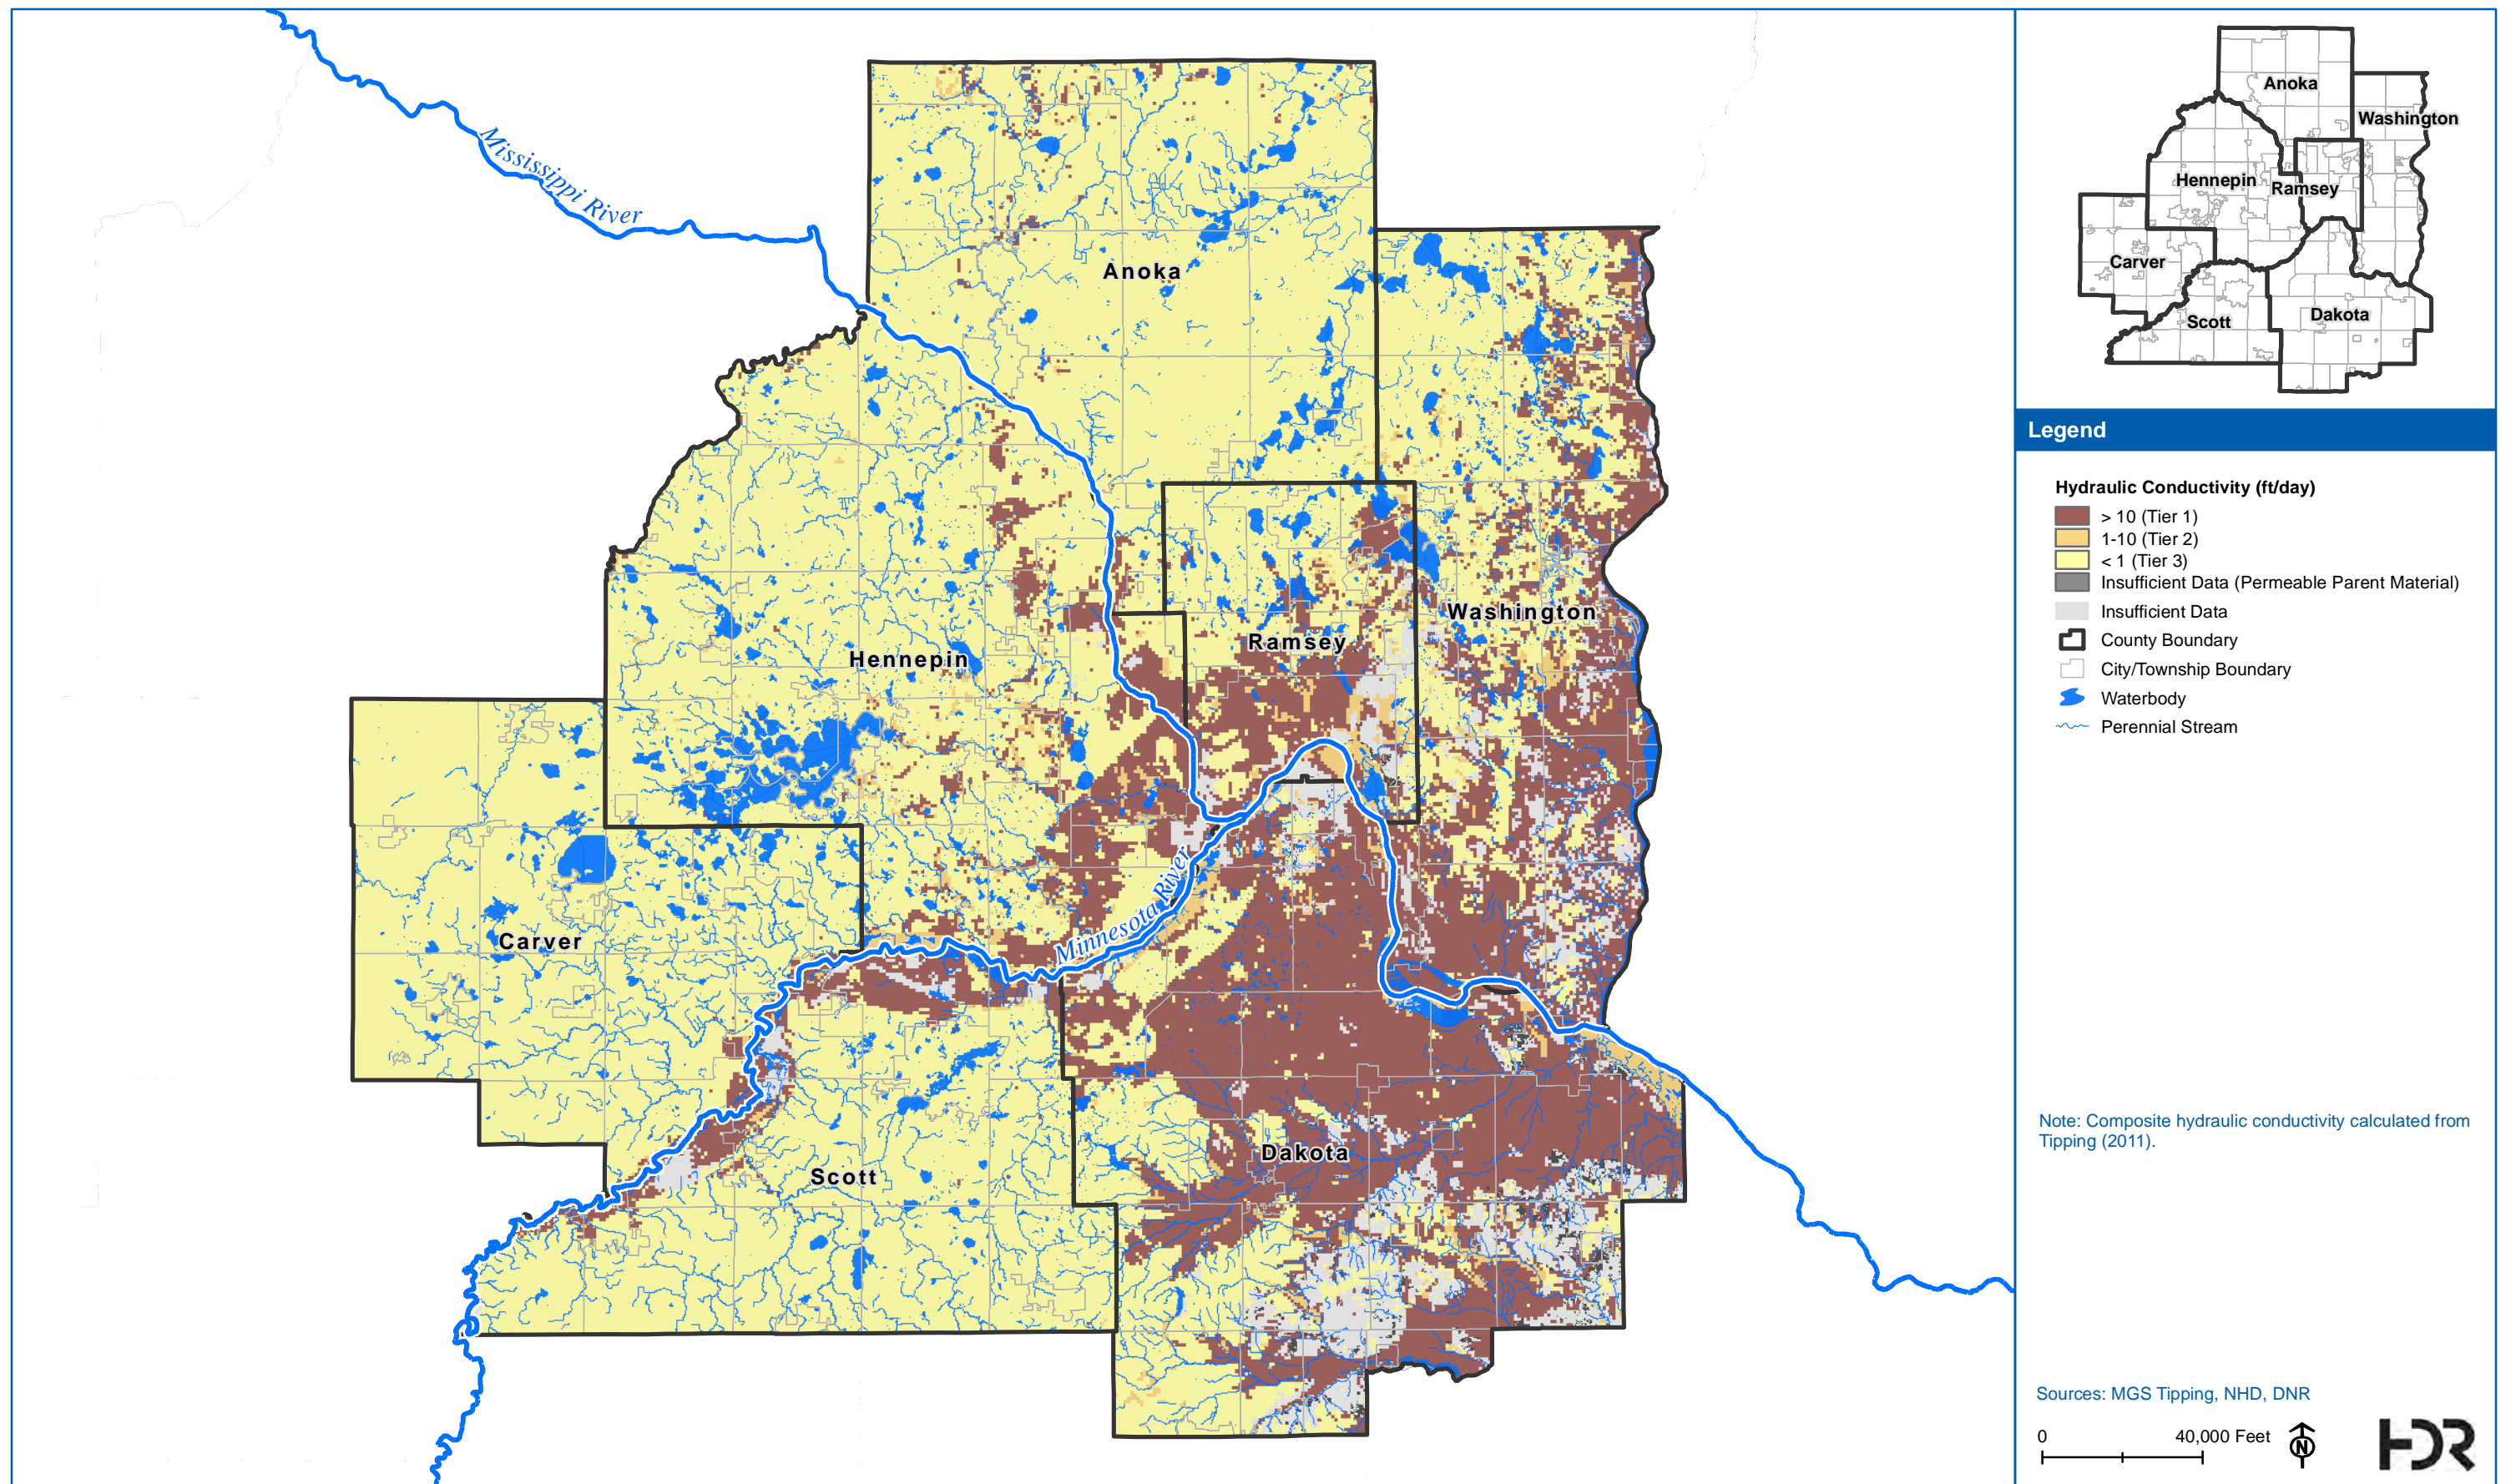 Mississippi River
Anoka
Hennepin
Ramsey
Washington
Carver
Minnesota River
Scott
Dakota
Anoka
Washington
Hennepin
Ramsey
Carver
Scott
Dakota
Legend
Hydraulic Conductivity (ft/day)
> 10 (Tier 1)
1-10 (Tier 2)
< 1 (Tier 3)
Insufficient Data (Permeable Parent Material)
Insufficient Data
County Boundary
City/Township Boundary
Waterbody
Perennial Stream
Note: Composite hydraulic conductivity calculated from
Tipping (2011).
Sources: MGS Tipping, NHD, DNR
0 40,000 Feet
N
HDR